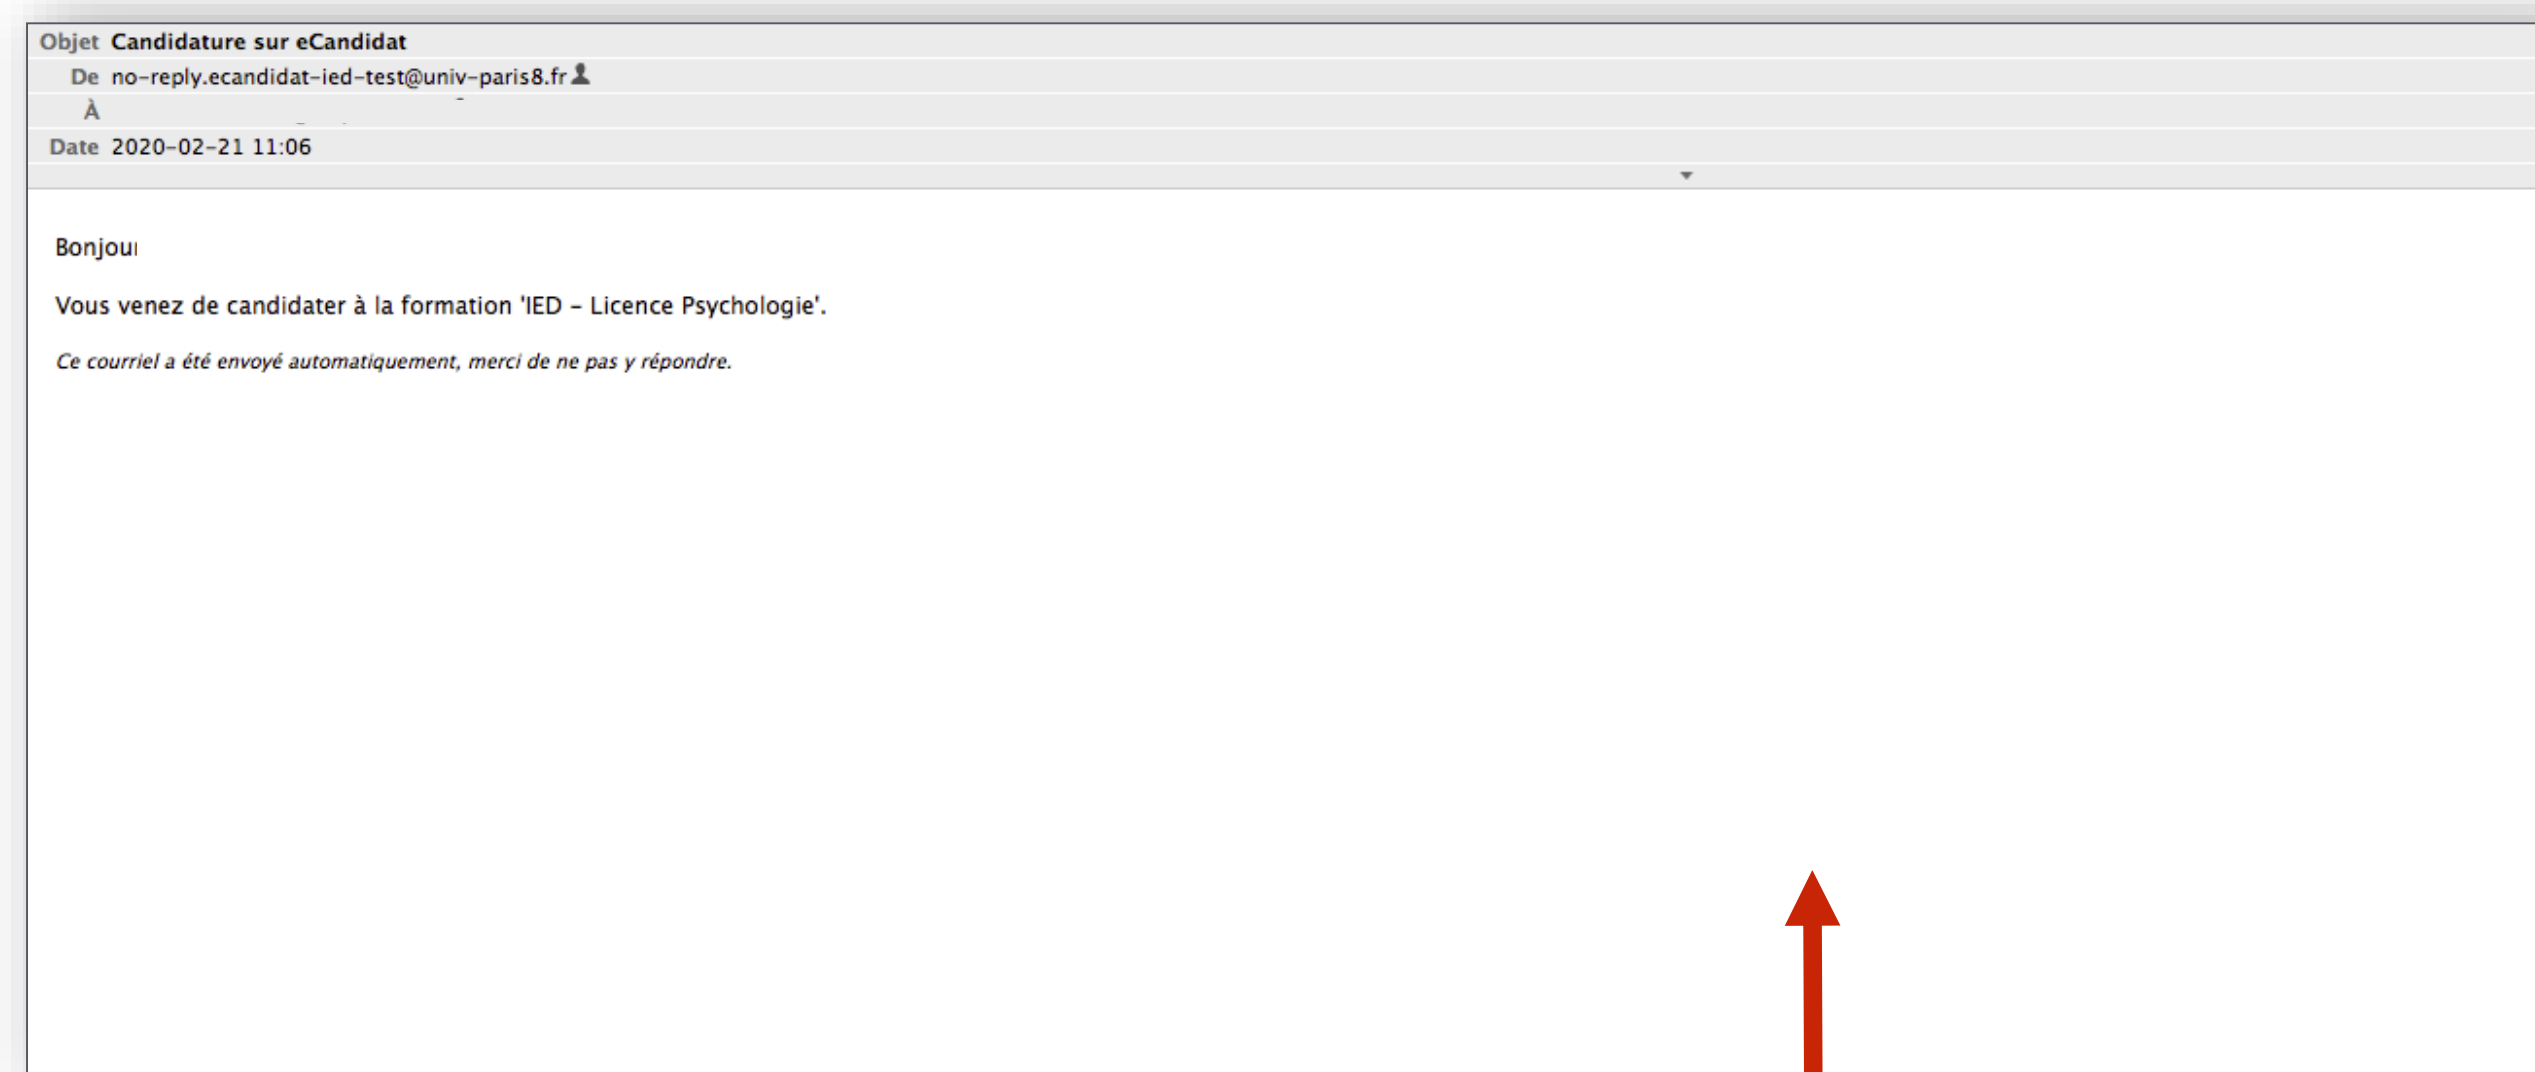 Objet Candidature sur eCandidat
De no-reply.ecandidat-ied-test@univ-paris8.fr
À
Date 2020-02-21 11:06
Bonjour
Vous venez de candidater à la formation 'IED – Licence Psychologie'.
Ce courriel a été envoyé automatiquement, merci de ne pas y répondre.